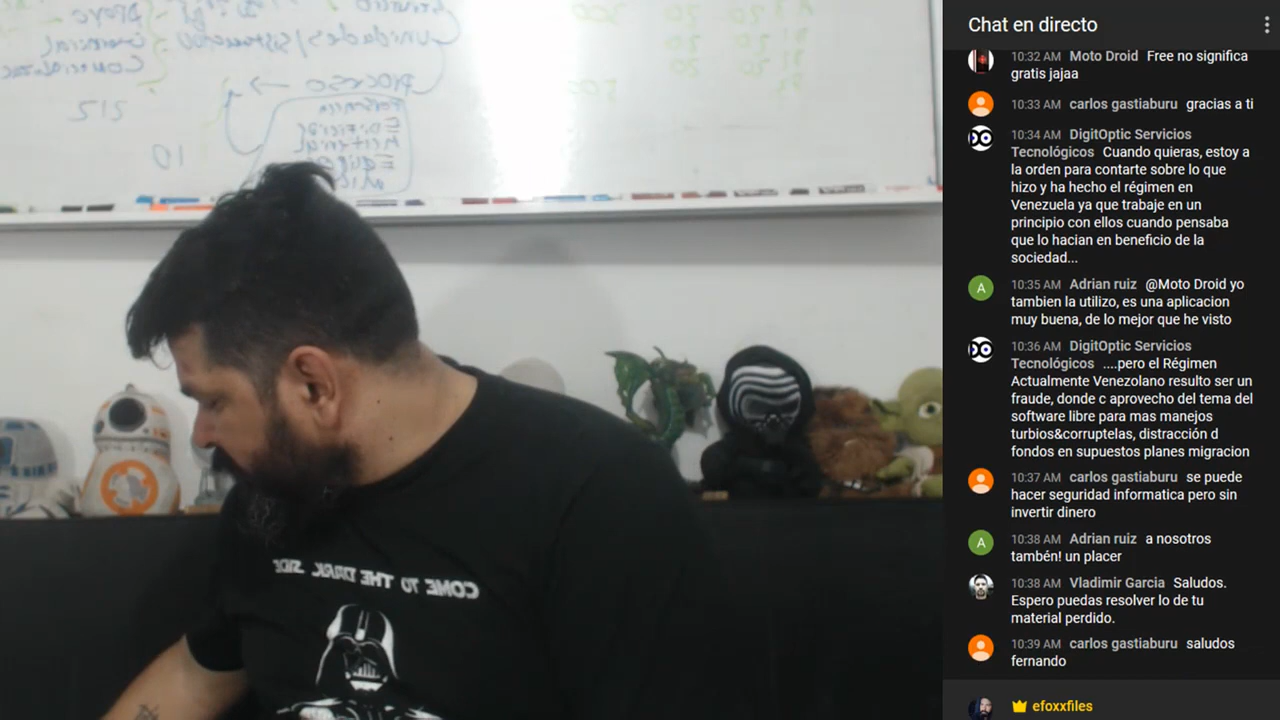 Chat en directo
10:32 AM Moto Droid Free no significa
gratis jajaa
10:33 AM carlos gastiaburu gracias a ti
10:34 AM DigitOptic Servicios
Tecnológicos Cuando quieras, estoy a
la orden para contarte sobre lo que
hizo y ha hecho el régimen en
Venezuela ya que trabaje en un
principio con ellos cuando pensaba
que lo hacian en beneficio de la
sociedad...
A
10:35 AM Adrian ruiz @Moto Droid yo
tambien la utilizo, es una aplicacion
muy buena, de lo mejor que he visto
10:36 AM DigitOptic Servicios
Tecnológicos ....pero el Régimen
Actualmente Venezolano resulto ser un
fraude, donde c aprovecho del tema del
software libre para mas manejos
turbios&corruptelas, distracción d
fondos en supuestos planes migracion
10:37 AM carlos gastiaburu se puede
hacer seguridad informatica pero sin
invertir dinero
A
10:38 AM Adrian ruiz a nosotros
tambén! un placer
10:38 AM Vladimir Garcia Saludos.
Espero puedas resolver lo de tu
material perdido.
10:39 AM carlos gastiaburu saludos
fernando
efoxxfiles
proceso
212
10
COME TO THE DARK SIDE